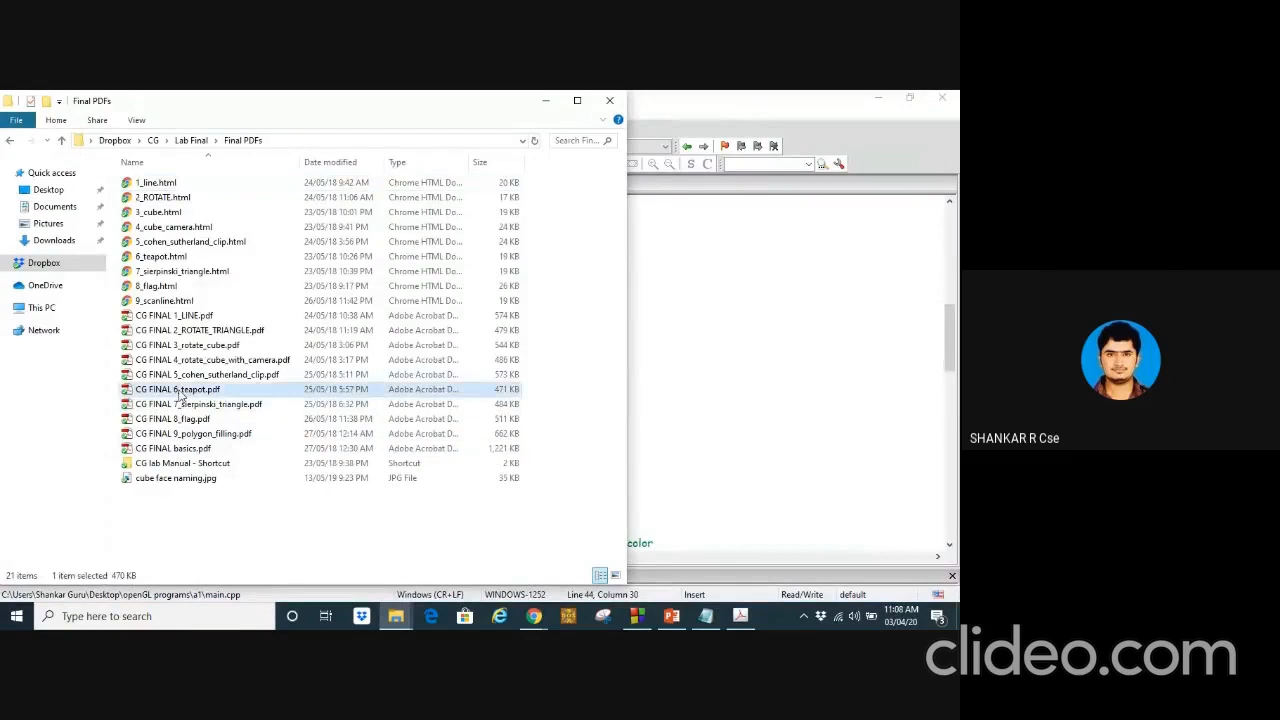 Final PDFs
File Home Share View
Dropbox > CG > Lab Final > Final PDFs
Search Fin...
Name Date modified Type Size
Quick access
Desktop
Documents
Pictures
Downloads
Dropbox
OneDrive
This PC
Network
1_line.html 24/05/18 9:42 AM Chrome HTML Do... 20 KB
2_ROTATE.html 24/05/18 11:06 AM Chrome HTML Do... 17 KB
3_cube.html 23/05/18 10:01 PM Chrome HTML Do... 19 KB
4_cube_camera.html 23/05/18 9:41 PM Chrome HTML Do... 24 KB
5_cohen_sutherland_clip.html 24/05/18 3:56 PM Chrome HTML Do... 24 KB
6_teapot.html 23/05/18 10:26 PM Chrome HTML Do... 19 KB
7_sierpinski_triangle.html 23/05/18 10:39 PM Chrome HTML Do... 19 KB
8_flag.html 23/05/18 9:17 PM Chrome HTML Do... 26 KB
9_scanline.html 26/05/18 11:42 PM Chrome HTML Do... 24 KB
CG FINAL 1_LINE.pdf 24/05/18 10:38 AM Adobe Acrobat D... 574 KB
CG FINAL 2_ROTATE_TRIANGLE.pdf 24/05/18 11:19 AM Adobe Acrobat D... 479 KB
CG FINAL 3_rotate_cube.pdf 24/05/18 3:06 PM Adobe Acrobat D... 544 KB
CG FINAL 4_rotate_cube_with_camera.pdf 24/05/18 3:17 PM Adobe Acrobat D... 486 KB
CG FINAL 5_cohen_sutherland_clip.pdf 24/05/18 5:11 PM Adobe Acrobat D... 573 KB
CG FINAL 6_teapot.pdf 25/05/18 5:57 PM Adobe Acrobat D... 471 KB
CG FINAL 7_sierpinski_triangle.pdf 25/05/18 6:32 PM Adobe Acrobat D... 484 KB
CG FINAL 8_flag.pdf 26/05/18 11:38 PM Adobe Acrobat D... 511 KB
CG FINAL 9_polygon_filling.pdf 27/05/18 12:14 AM Adobe Acrobat D... 662 KB
CG FINAL basics.pdf 27/05/18 12:30 AM Adobe Acrobat D... 1,221 KB
CG lab Manual - Shortcut 23/05/18 9:38 PM Shortcut 2 KB
cube face naming.jpg 13/05/19 9:23 PM JPG File 35 KB
SHANKAR R Cse
color
21 items 1 item selected 470 KB
C:\Users\Shankar Guru\Desktop\openGL programs\a1\main.cpp Windows (CR+LF) WINDOWS-1252 Line 44, Column 30 Insert Read/Write default
Type here to search
11:08 AM
03/04/20
3
clideo.com